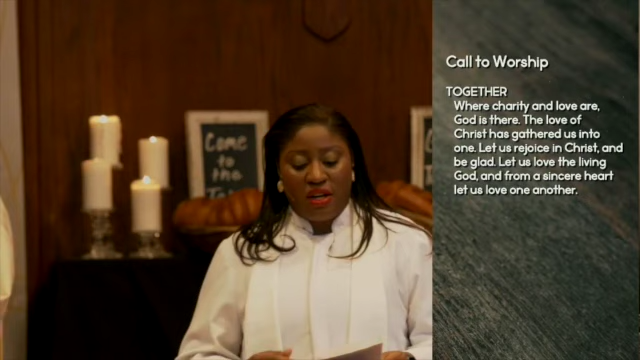 Call to Worship
TOGETHER
Where charity and love are,
God is there. The love of
Christ has gathered us into
one. Let us rejoice in Christ, and
be glad. Let us love the living
God, and from a sincere heart
let us love one another.
Come
to the